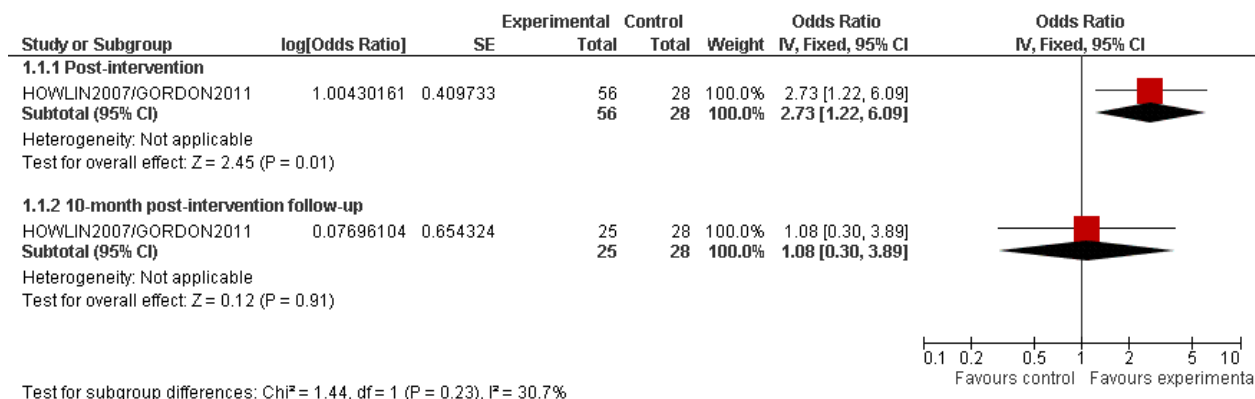 Experimental Control Odds Ratio Odds Ratio
Study or Subgroup log[Odds Ratio] SE Total Total Weight IV, Fixed, 95% CI IV, Fixed, 95% CI
1.1.1 Post-intervention
HOWLIN2007/GORDON2011 1.00430161 0.409733 56 28 100.0% 2.73 [1.22, 6.09]
Subtotal (95% CI) 56 28 100.0% 2.73 [1.22, 6.09]
Heterogeneity: Not applicable
Test for overall effect: Z = 2.45 (P = 0.01)
1.1.2 10-month post-intervention follow-up
HOWLIN2007/GORDON2011 0.07696104 0.654324 25 28 100.0% 1.08 [0.30, 3.89]
Subtotal (95% CI) 25 28 100.0% 1.08 [0.30, 3.89]
Heterogeneity: Not applicable
Test for overall effect: Z = 0.12 (P = 0.91)
0.1 0.2 0.5 1 2 5 10
Favours control Favours experimenta
Test for subgroup differences: Chi² = 1.44, df = 1 (P = 0.23), I² = 30.7%